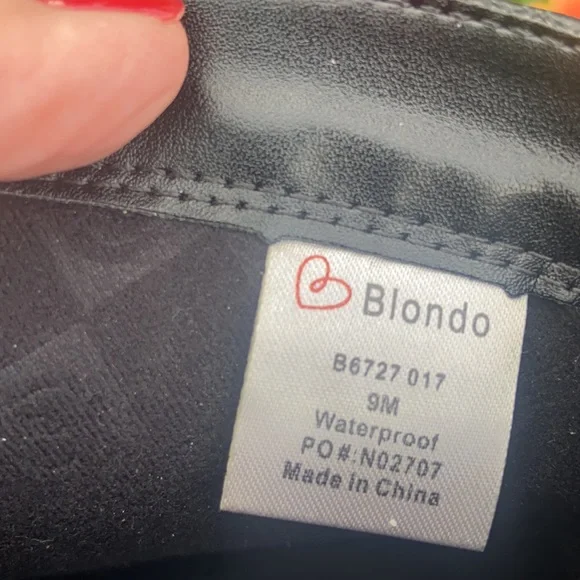 Blondo
B6727 017
9M
Waterproof
PO#:N02707
Made in China